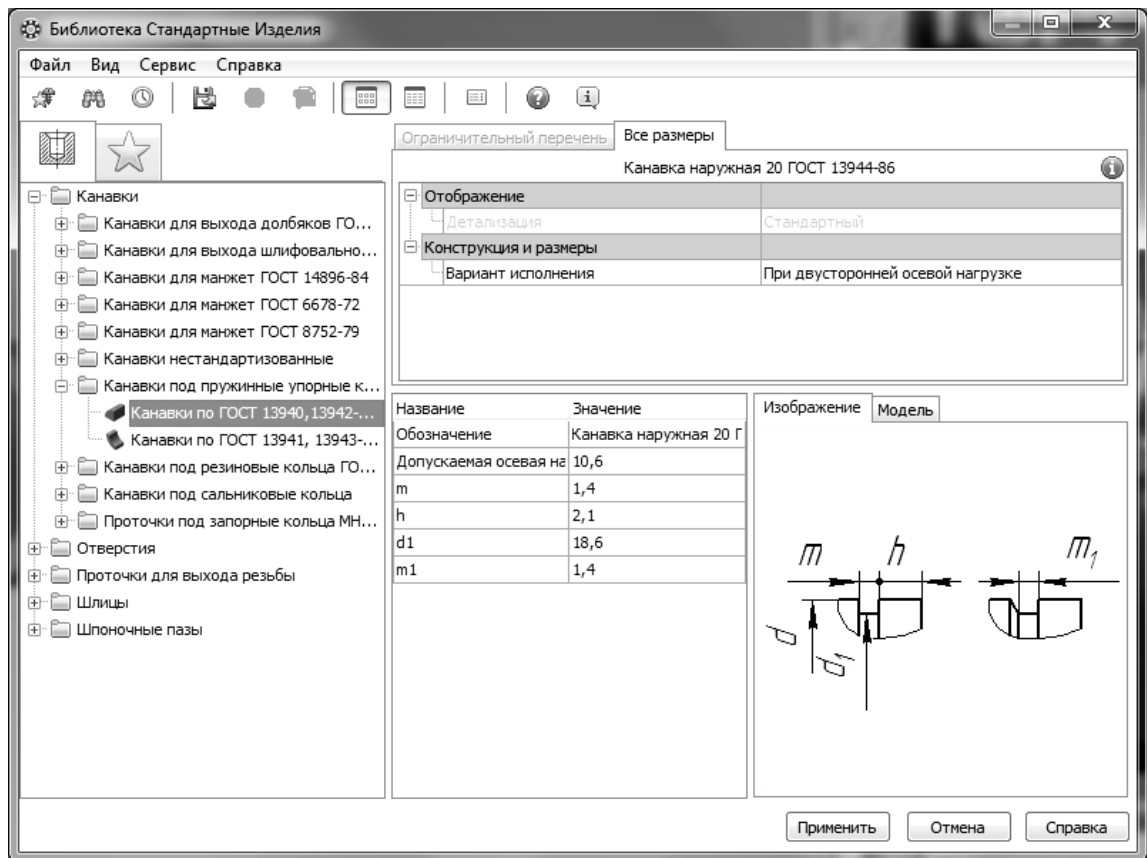 Библиотека Стандартные Изделия
Файл Вид Сервис Справка
Ограничительный перечень Все размеры
Канавка наружная 20 ГОСТ 13944-86
Отображение
Детализация Стандартный
Конструкция и размеры
Вариант исполнения При двусторонней осевой нагрузке
Канавки
Канавки для выхода долбяков ГО...
Канавки для выхода шлифовально...
Канавки для манжет ГОСТ 14896-84
Канавки для манжет ГОСТ 6678-72
Канавки для манжет ГОСТ 8752-79
Канавки нестандартизованные
Канавки под пружинные упорные к...
Канавки по ГОСТ 13940,13942-...
Канавки по ГОСТ 13941, 13943-...
Канавки под резиновые кольца ГО...
Канавки под сальниковые кольца
Проточки под запорные кольца МН...
Отверстия
Проточки для выхода резьбы
Шлицы
Шпоночные пазы
Название Значение
Обозначение Канавка наружная 20 Г
Допускаемая осевая на 10,6
m 1,4
h 2,1
d1 18,6
m1 1,4
Изображение Модель
m h m₁
d
d₁
Применить Отмена Справка